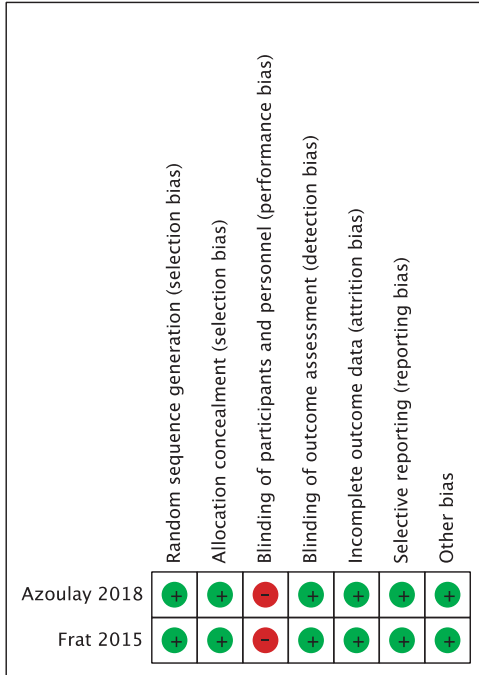 Random sequence generation (selection bias)
Allocation concealment (selection bias)
Blinding of participants and personnel (performance bias)
Blinding of outcome assessment (detection bias)
Incomplete outcome data (attrition bias)
Selective reporting (reporting bias)
Other bias
Azoulay 2018 + + - + + + +
Frat 2015 + + - + + + +